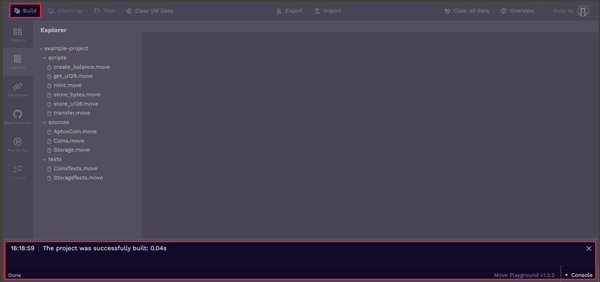 Build
Check up
Test
Clear VM Data
Export
Import
Clear all data
Overview
Made by
Explorer
example-project
scripts
create_balance.move
get_u128.move
mint.move
store_bytes.move
store_u128.move
transfer.move
sources
AptosCoin.move
Coins.move
Storage.move
tests
CoinsTests.move
StorageTests.move
16:18:59 The project was successfully built: 0.04s
Done
Move Playground v1.2.2
Console